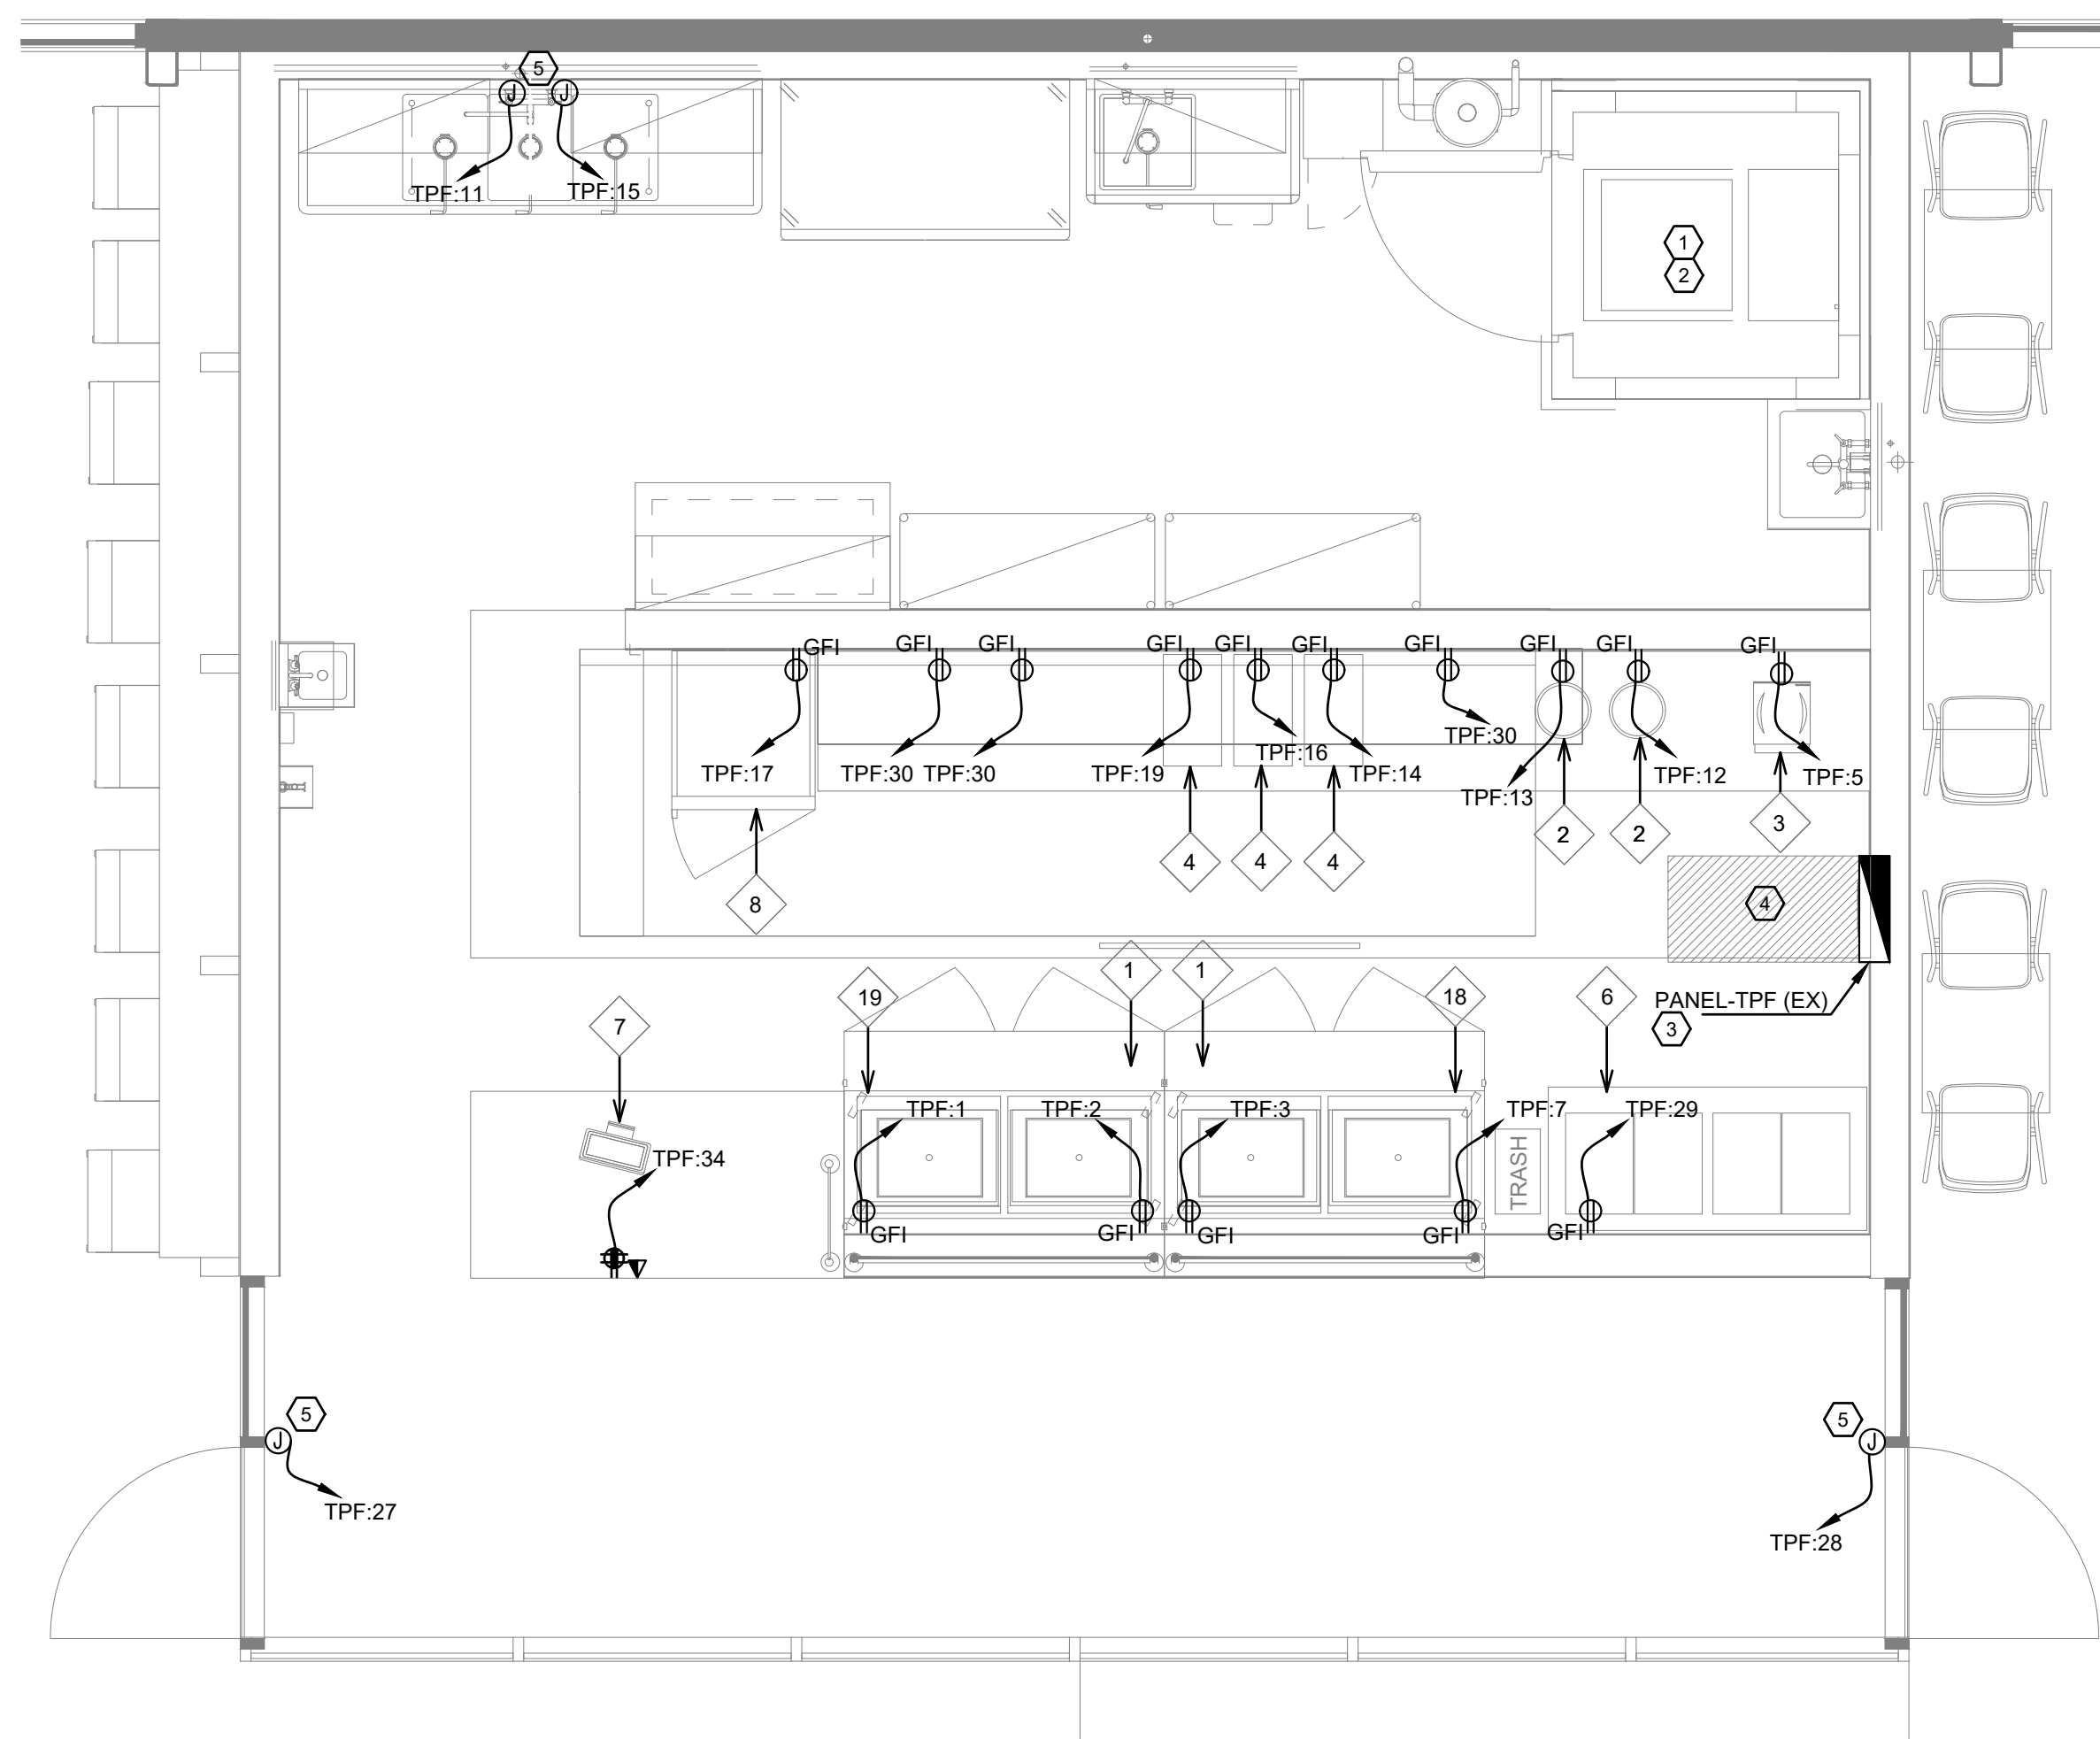 5
J J
TPF:11 TPF:15
1
2
GFI GFI GFI GFI GFI GFI GFI GFI GFI GFI
TPF:30
TPF:16
TPF:17 TPF:30 TPF:30 TPF:19 TPF:14 TPF:12 TPF:5
TPF:13
2 2 3
4 4 4
8 4
1 1
19 18 6
PANEL-TPF (EX)
7 3
TPF:1 TPF:2 TPF:3 TPF:7 TPF:29
TPF:34 TRASH
GFI GFI GFI GFI GFI
5 5
J J
TPF:27
TPF:28